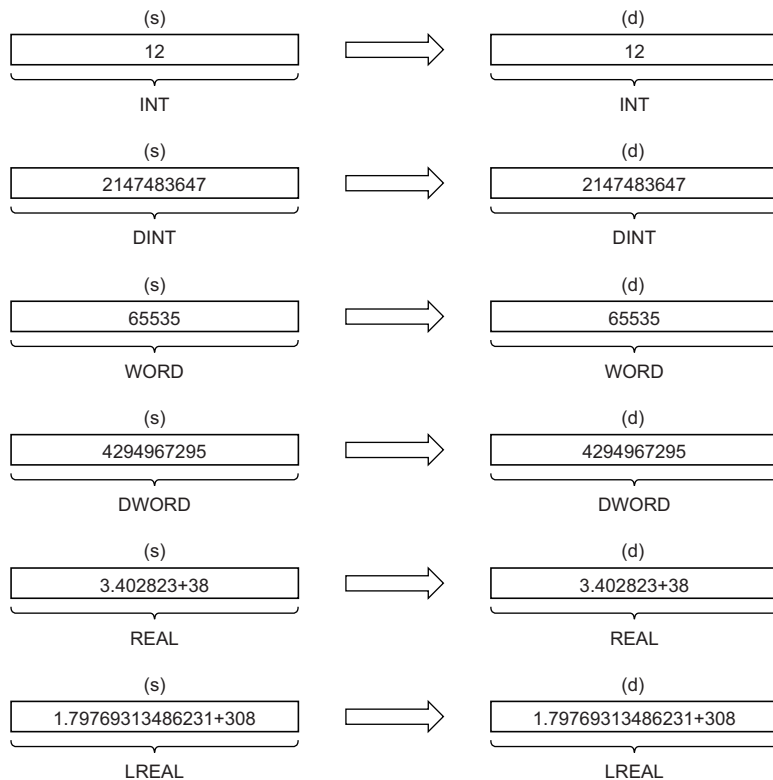 (s) (d)
12 12
INT INT
(s) (d)
2147483647 2147483647
DINT DINT
(s) (d)
65535 65535
WORD WORD
(s) (d)
4294967295 4294967295
DWORD DWORD
(s) (d)
3.402823+38 3.402823+38
REAL REAL
(s) (d)
1.79769313486231+308 1.79769313486231+308
LREAL LREAL